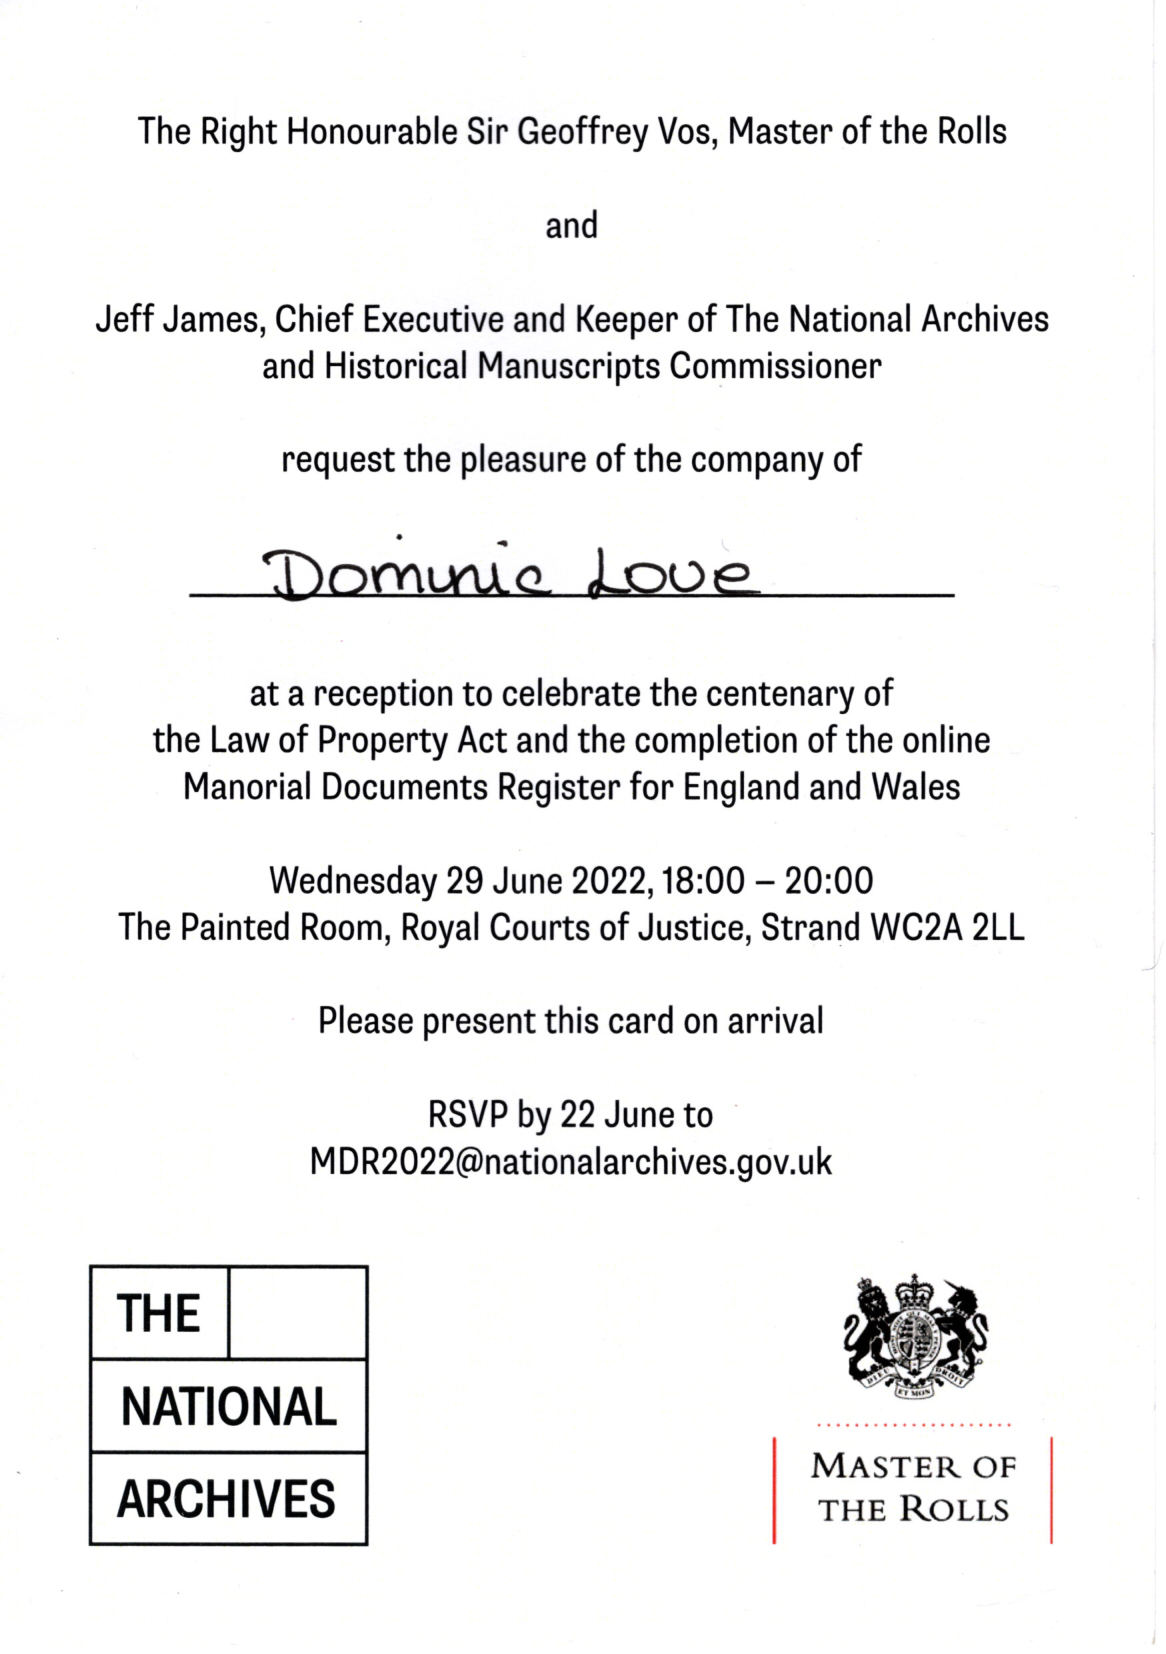 The Right Honourable Sir Geoffrey Vos, Master of the Rolls
and
Jeff James, Chief Executive and Keeper of The National Archives
and Historical Manuscripts Commissioner
request the pleasure of the company of
Dominic Love
at a reception to celebrate the centenary of
the Law of Property Act and the completion of the online
Manorial Documents Register for England and Wales
Wednesday 29 June 2022, 18:00 – 20:00
The Painted Room, Royal Courts of Justice, Strand WC2A 2LL
Please present this card on arrival
RSVP by 22 June to
MDR2022@nationalarchives.gov.uk
THE
NATIONAL
ARCHIVES
DIEU ET MON DROIT
MASTER OF
THE ROLLS